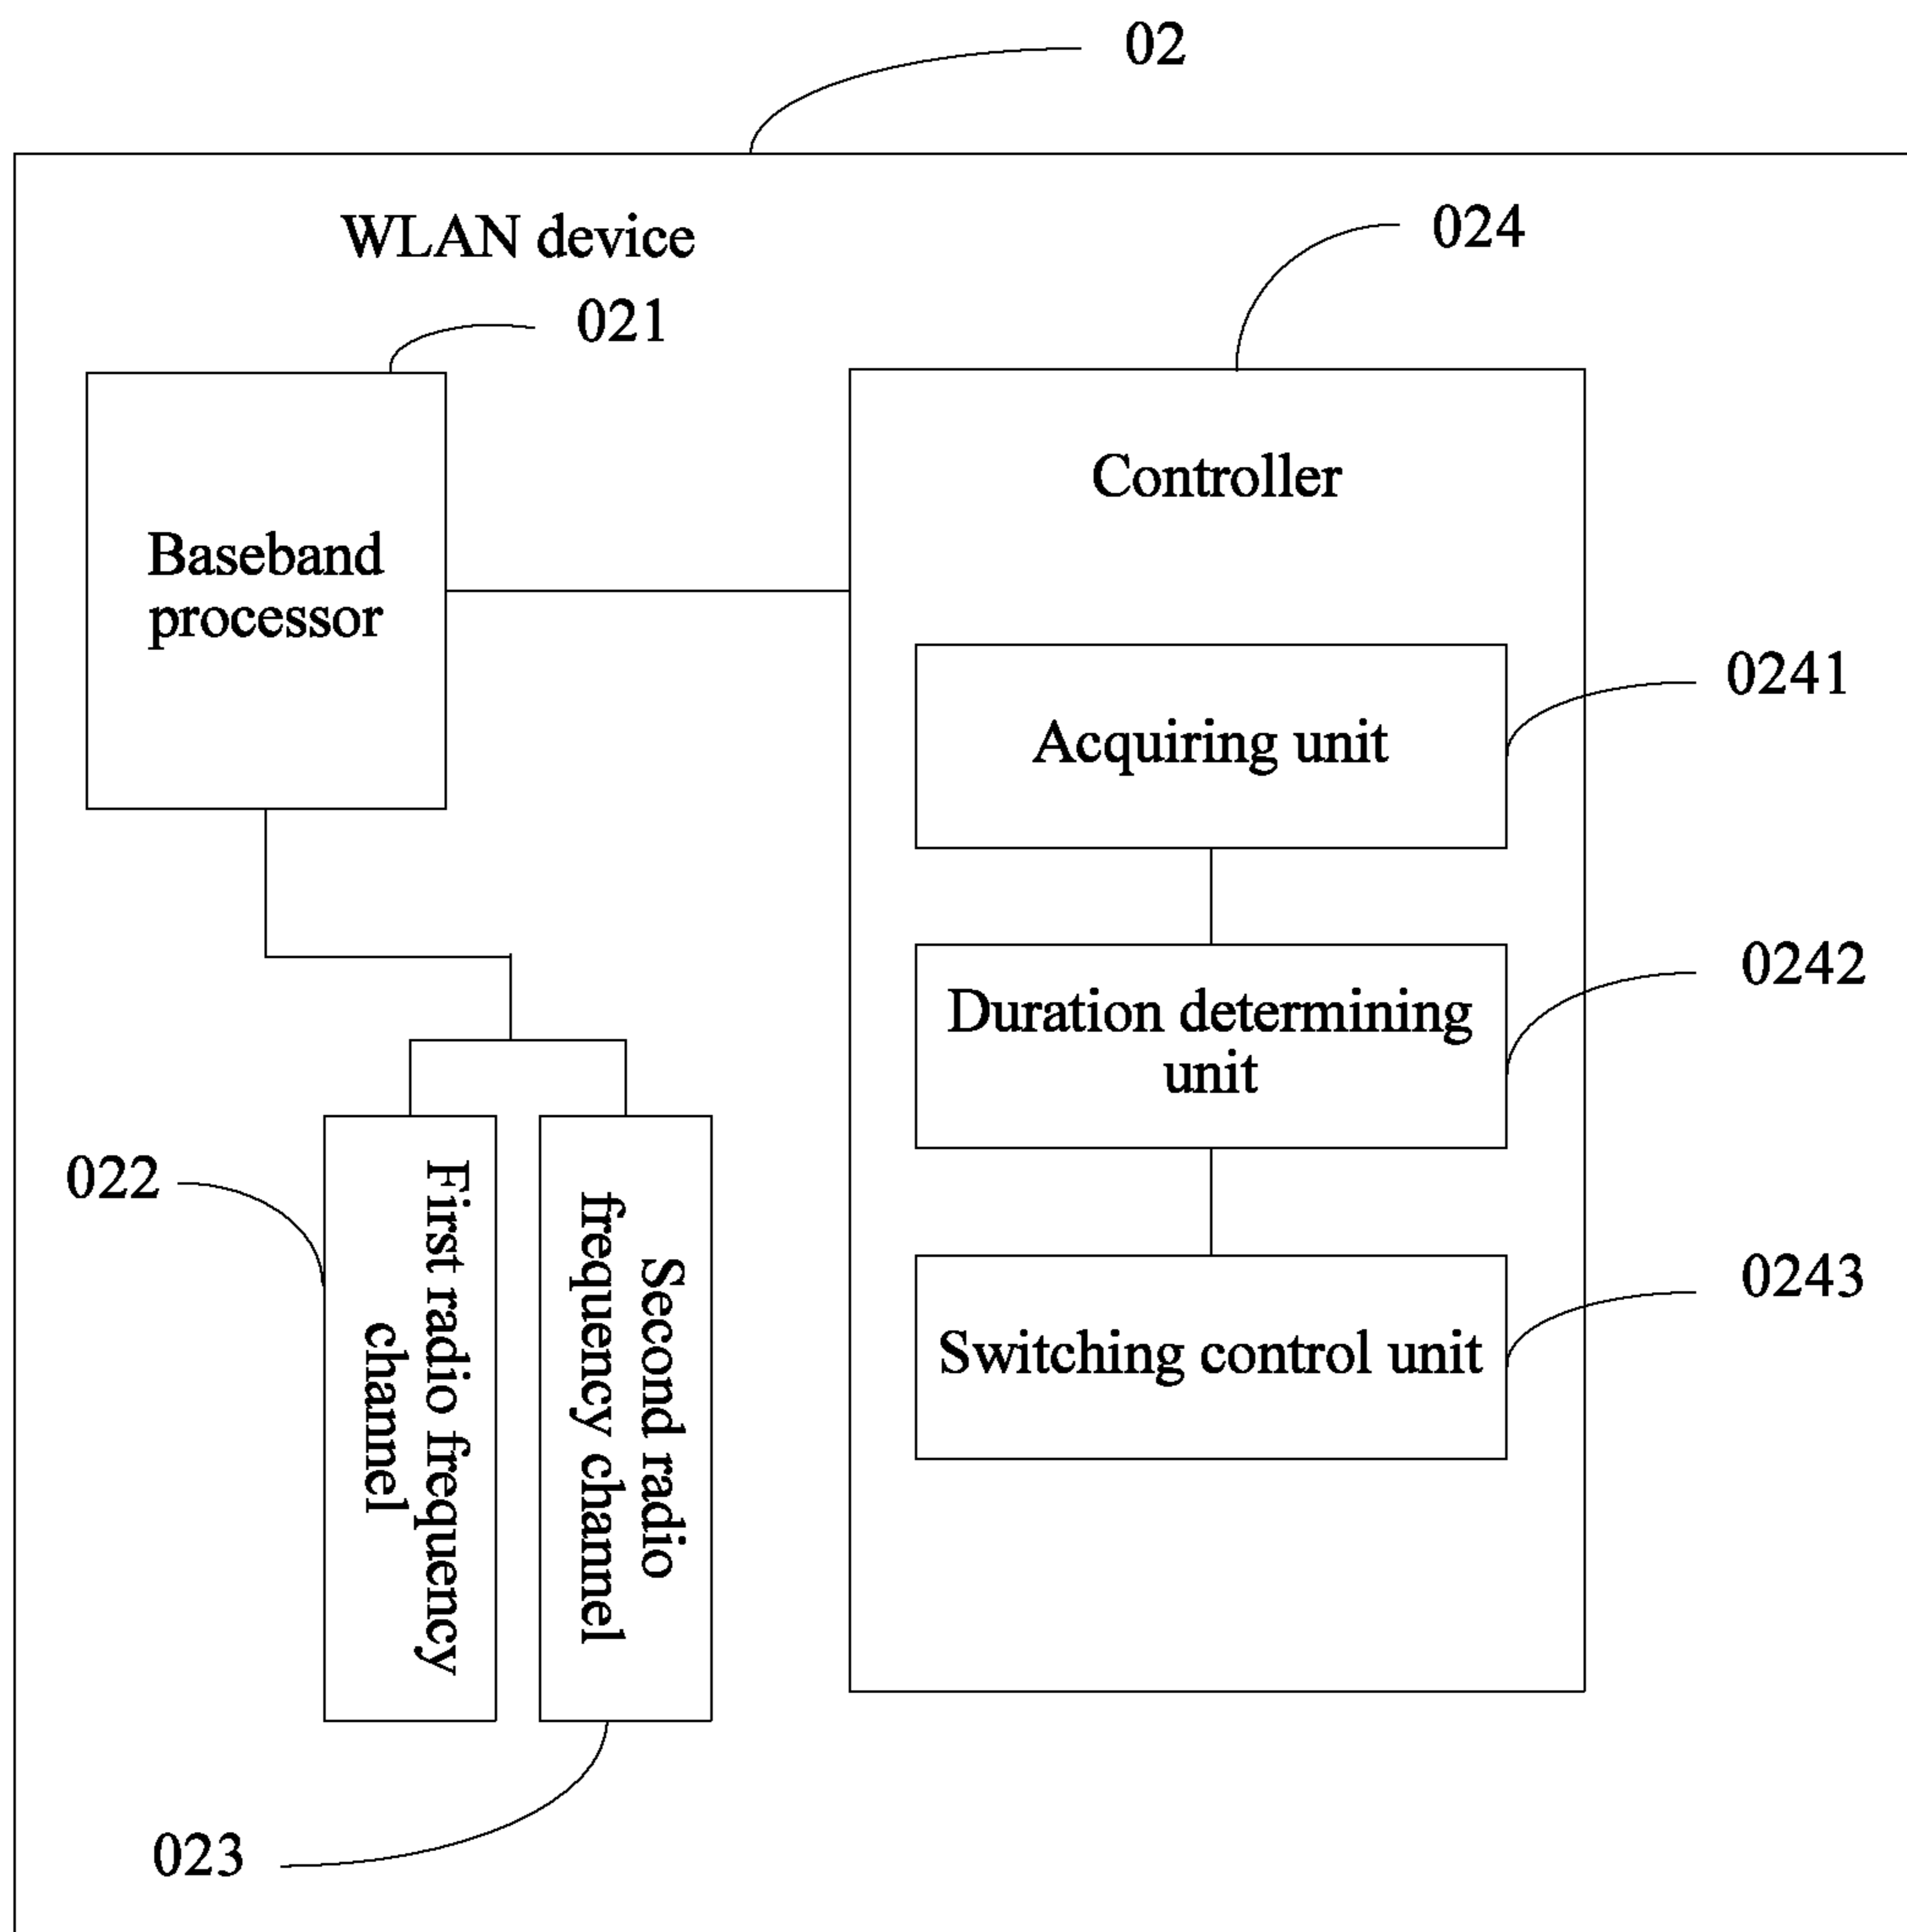 02
WLAN device
024
021
Controller
Baseband
processor
0241
Acquiring unit
0242
Duration determining
unit
022
First radio frequency
channel
Second radio
frequency channel
0243
Switching control unit
023